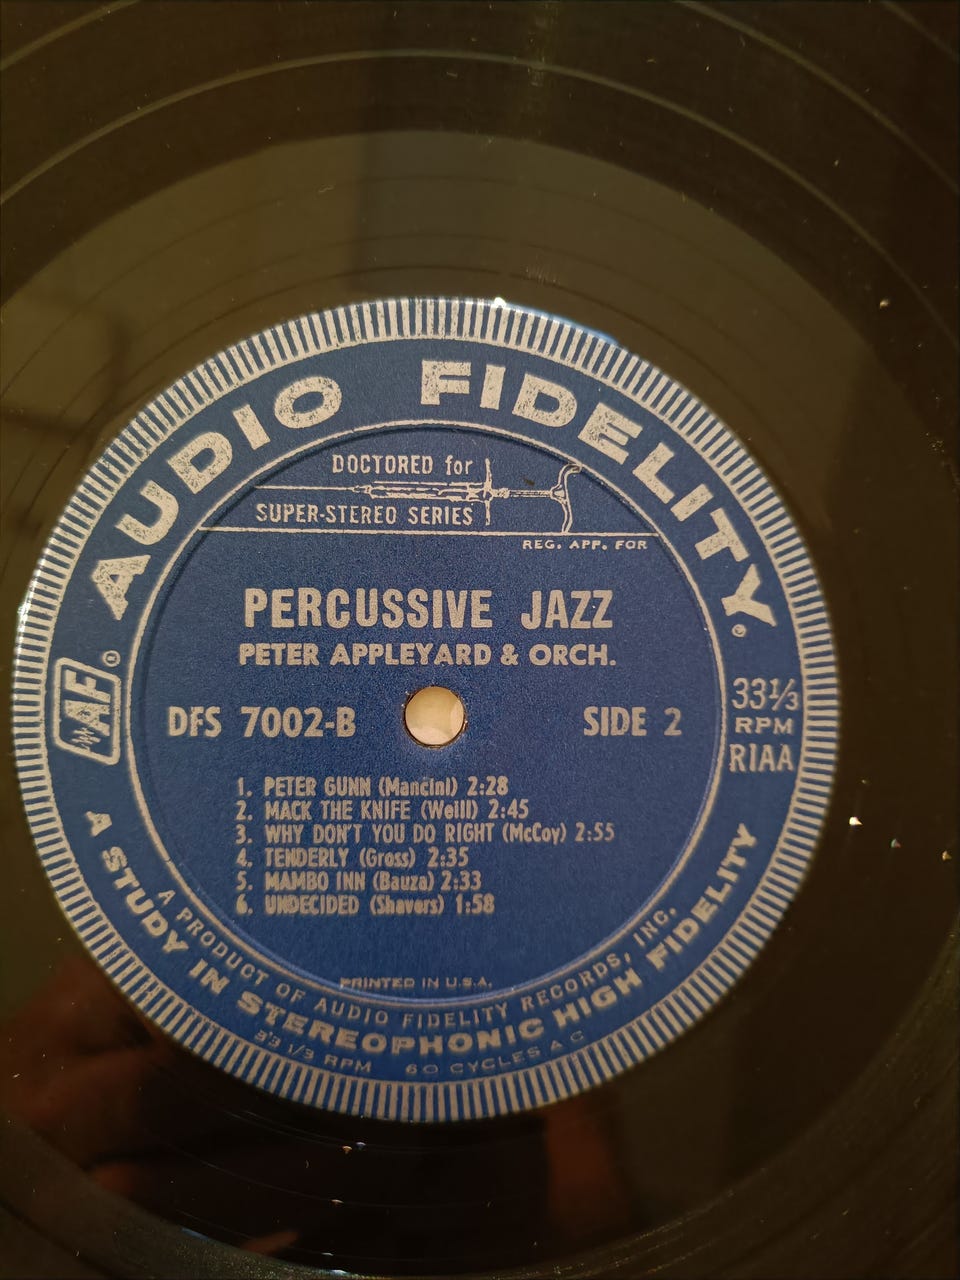 AUDIO FIDELITY®
DOCTORED for
SUPER-STEREO SERIES
REG. APP. FOR
PERCUSSIVE JAZZ
PETER APPLEYARD & ORCH.
AF®
33 1/3
RPM
RIAA
DFS 7002-B
SIDE 2
1. PETER GUNN (Mancini) 2:28
2. MACK THE KNIFE (Weill) 2:45
3. WHY DON'T YOU DO RIGHT (McCoy) 2:55
4. TENDERLY (Gross) 2:35
5. MAMBO INN (Bauza) 2:33
6. UNDECIDED (Shavers) 1:58
PRINTED IN U.S.A.
A PRODUCT OF AUDIO FIDELITY RECORDS, INC.
A STUDY IN STEREOPHONIC HIGH FIDELITY
33 1/3 RPM 60 CYCLES A C